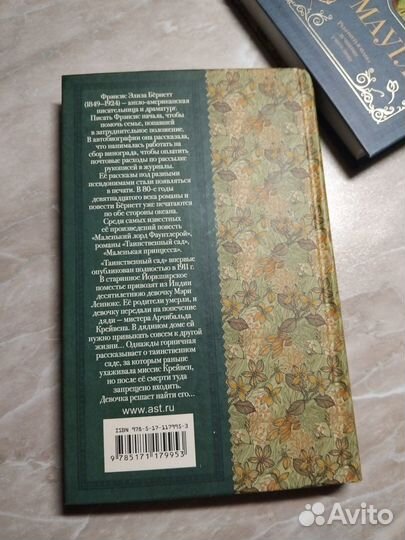 МАУГЛ
Франсис Элиза Бёрнетт
(1849–1924) — англо-американская
писательница и драматург.
Писать Франсис начала, чтобы
помочь семье, попавшей
в затруднительное положение.
В автобиографии она рассказывала,
что нанималась работать на
сбор винограда, чтобы оплатить
почтовые расходы по рассылке
рукописей в журналы.
Её рассказы под разными
псевдонимами стали появляться
в печати. В 80-е годы
девятнадцатого века романы и
повести Бёрнетт уже печатаются
по обе стороны океана.
Среди самых известных
её произведений повесть
«Маленький лорд Фаунтлерой»,
романы «Таинственный сад»,
«Маленькая принцесса».
«Таинственный сад» впервые
опубликован полностью в 1911 г.
В старинное Йоркширское
поместье привозят из Индии
десятилетнюю девочку Мэри
Леннокс. Её родители умерли, и
девочку передали на попечение
дяди — мистера Арчибальда
Крейвена. В дядином доме ей
нужно привыкать совсем к другой
жизни... Однажды горничная
рассказывает о таинственном
саде, за которым раньше
ухаживала миссис Крейвен,
но после её смерти туда
запрещено входить.
Девочка решает найти его...
www.ast.ru
ISBN 978-5-17-117995-3
9 785171 179953
Avito